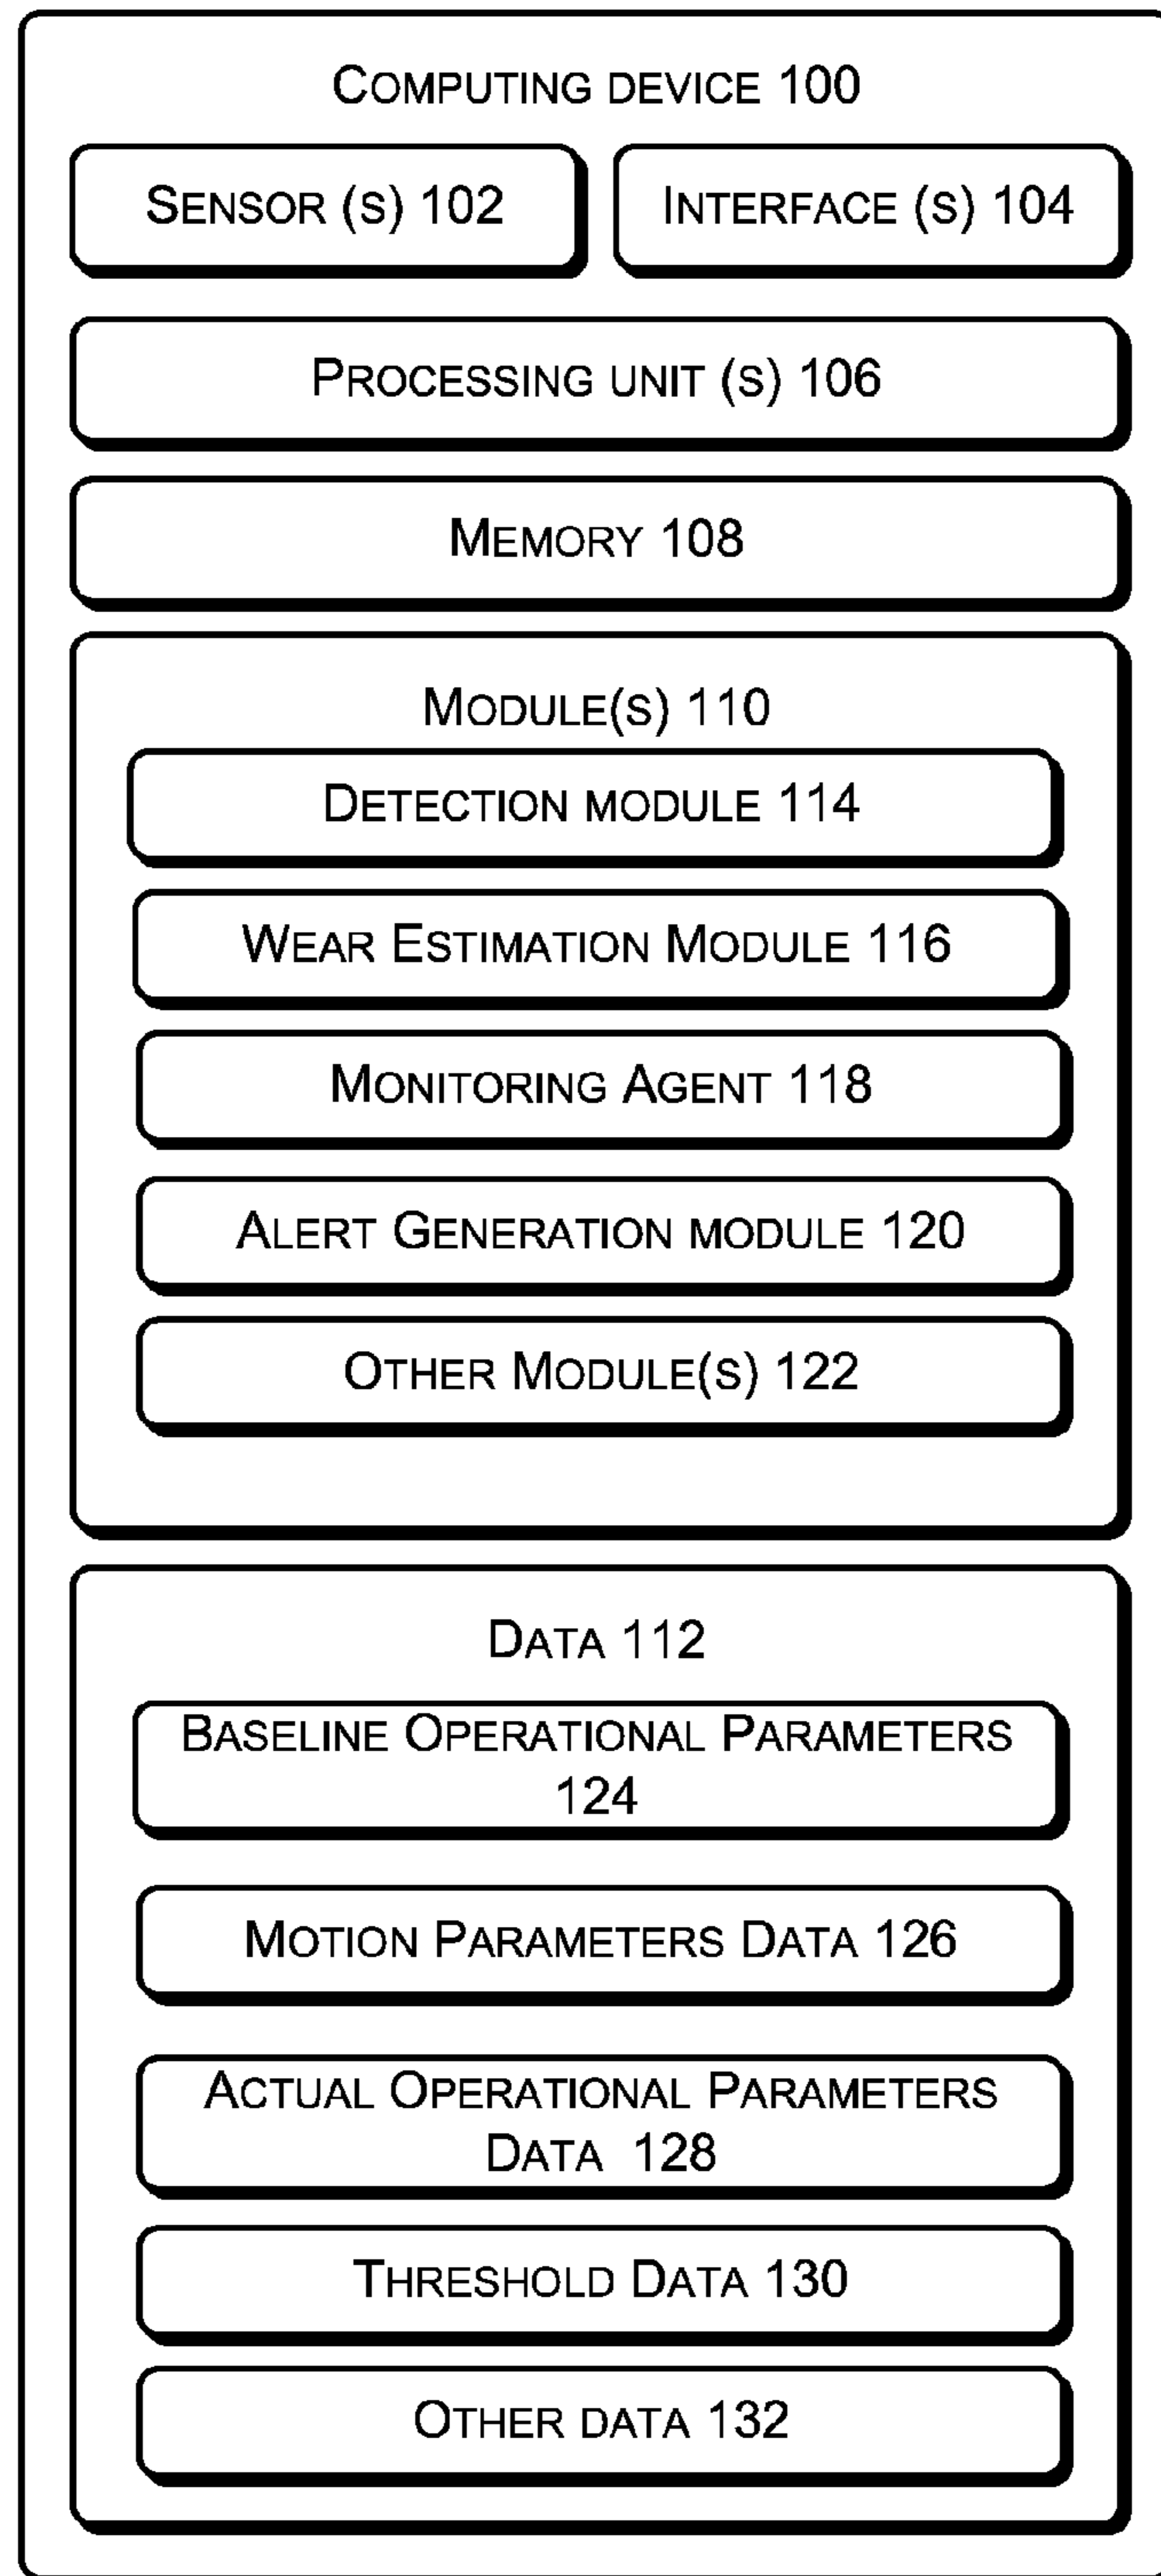 COMPUTING DEVICE 100
SENSOR (S) 102
INTERFACE (S) 104
PROCESSING UNIT (S) 106
MEMORY 108
MODULE(S) 110
DETECTION MODULE 114
WEAR ESTIMATION MODULE 116
MONITORING AGENT 118
ALERT GENERATION MODULE 120
OTHER MODULE(S) 122
DATA 112
BASELINE OPERATIONAL PARAMETERS
124
MOTION PARAMETERS DATA 126
ACTUAL OPERATIONAL PARAMETERS
DATA 128
THRESHOLD DATA 130
OTHER DATA 132